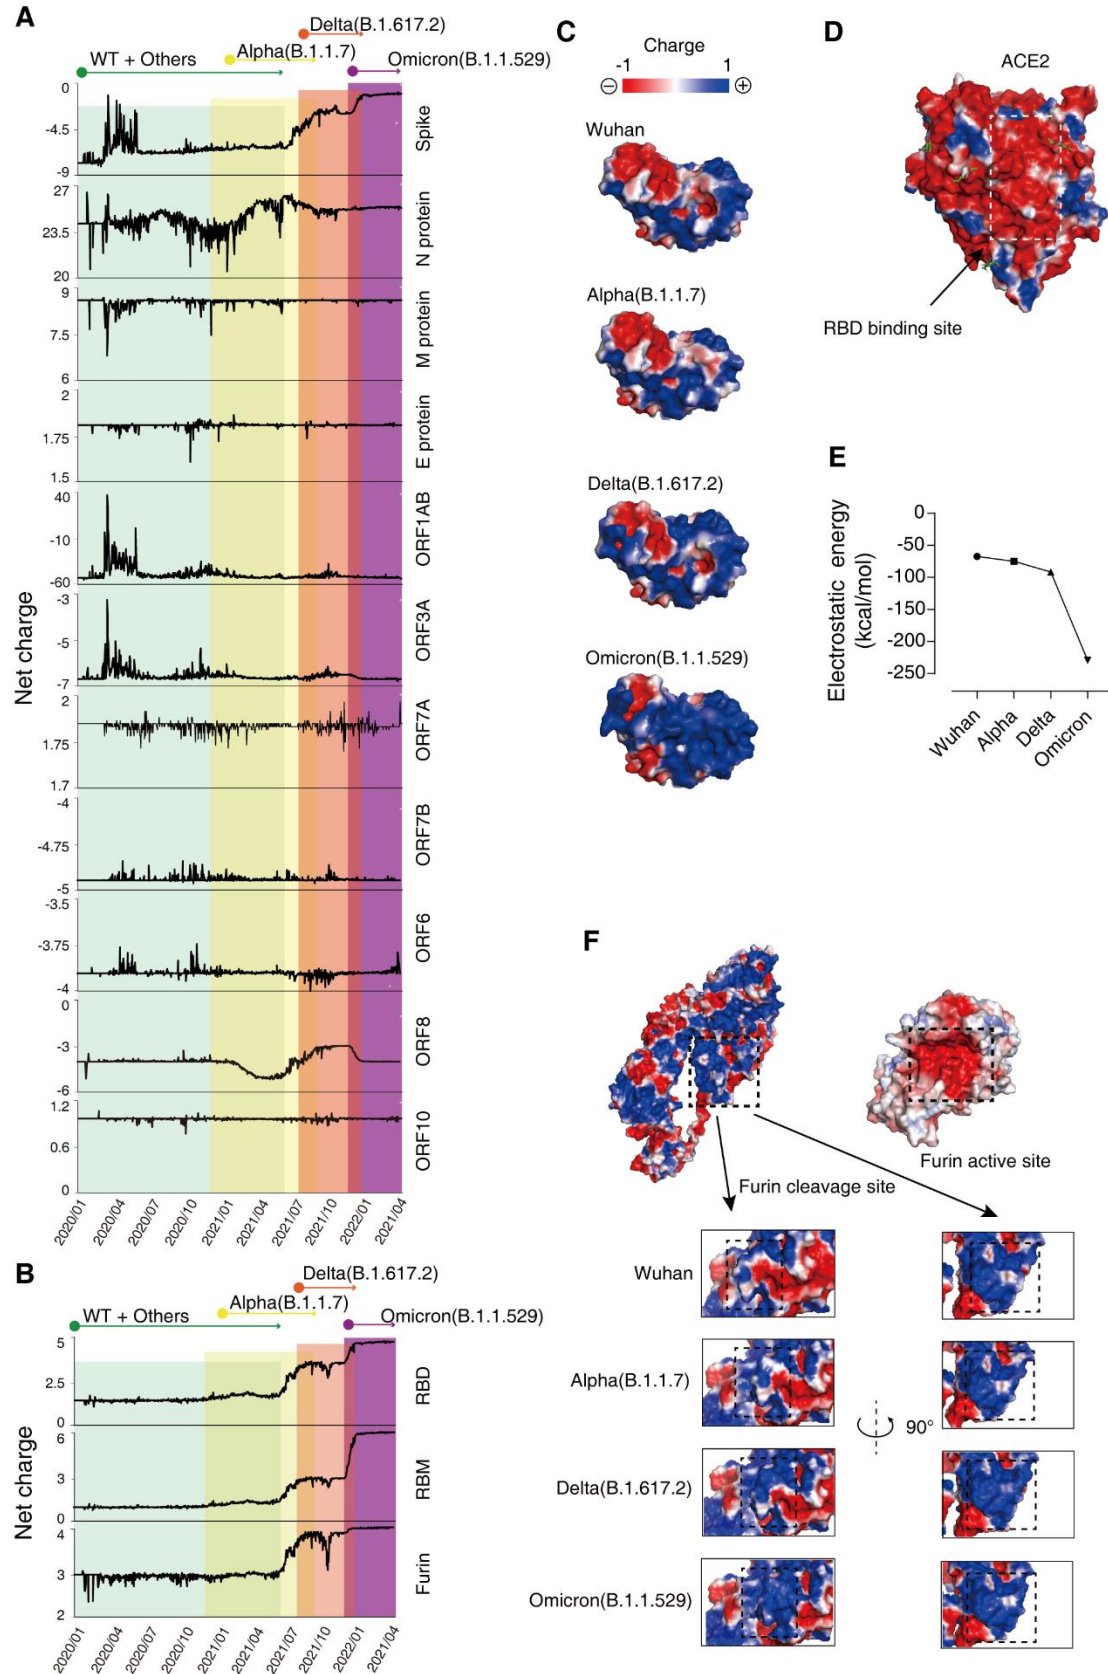 A
Delta(B.1.617.2)
Alpha(B.1.1.7)
WT + Others
Omicron(B.1.1.529)
Net charge
0
-4.5
-9
Spike
27
23.5
20
N protein
9
7.5
6
M protein
2
1.75
1.5
E protein
40
-10
-60
ORF1AB
-3
-5
-7
ORF3A
2
1.75
1.7
ORF7A
-4
-4.75
-5
ORF7B
-3.5
-3.75
-4
ORF6
0
-3
-6
ORF8
1.2
0.6
0
ORF10
2020/01
2020/04
2020/07
2020/10
2021/01
2021/04
2021/07
2021/10
2022/01
2021/04
B
Delta(B.1.617.2)
Alpha(B.1.1.7)
WT + Others
Omicron(B.1.1.529)
Net charge
5
2.5
0
RBD
6
3
0
RBM
4
3
2
Furin
2020/01
2020/04
2020/07
2020/10
2021/01
2021/04
2021/07
2021/10
2022/01
2021/04
C
Charge
-1
1
Wuhan
Alpha(B.1.1.7)
Delta(B.1.617.2)
Omicron(B.1.1.529)
D
ACE2
RBD binding site
E
Electrostatic energy
(kcal/mol)
0
-50
-100
-150
-200
-250
Wuhan
Alpha
Delta
Omicron
F
Furin active site
Furin cleavage site
Wuhan
Alpha(B.1.1.7)
90°
Delta(B.1.617.2)
Omicron(B.1.1.529)